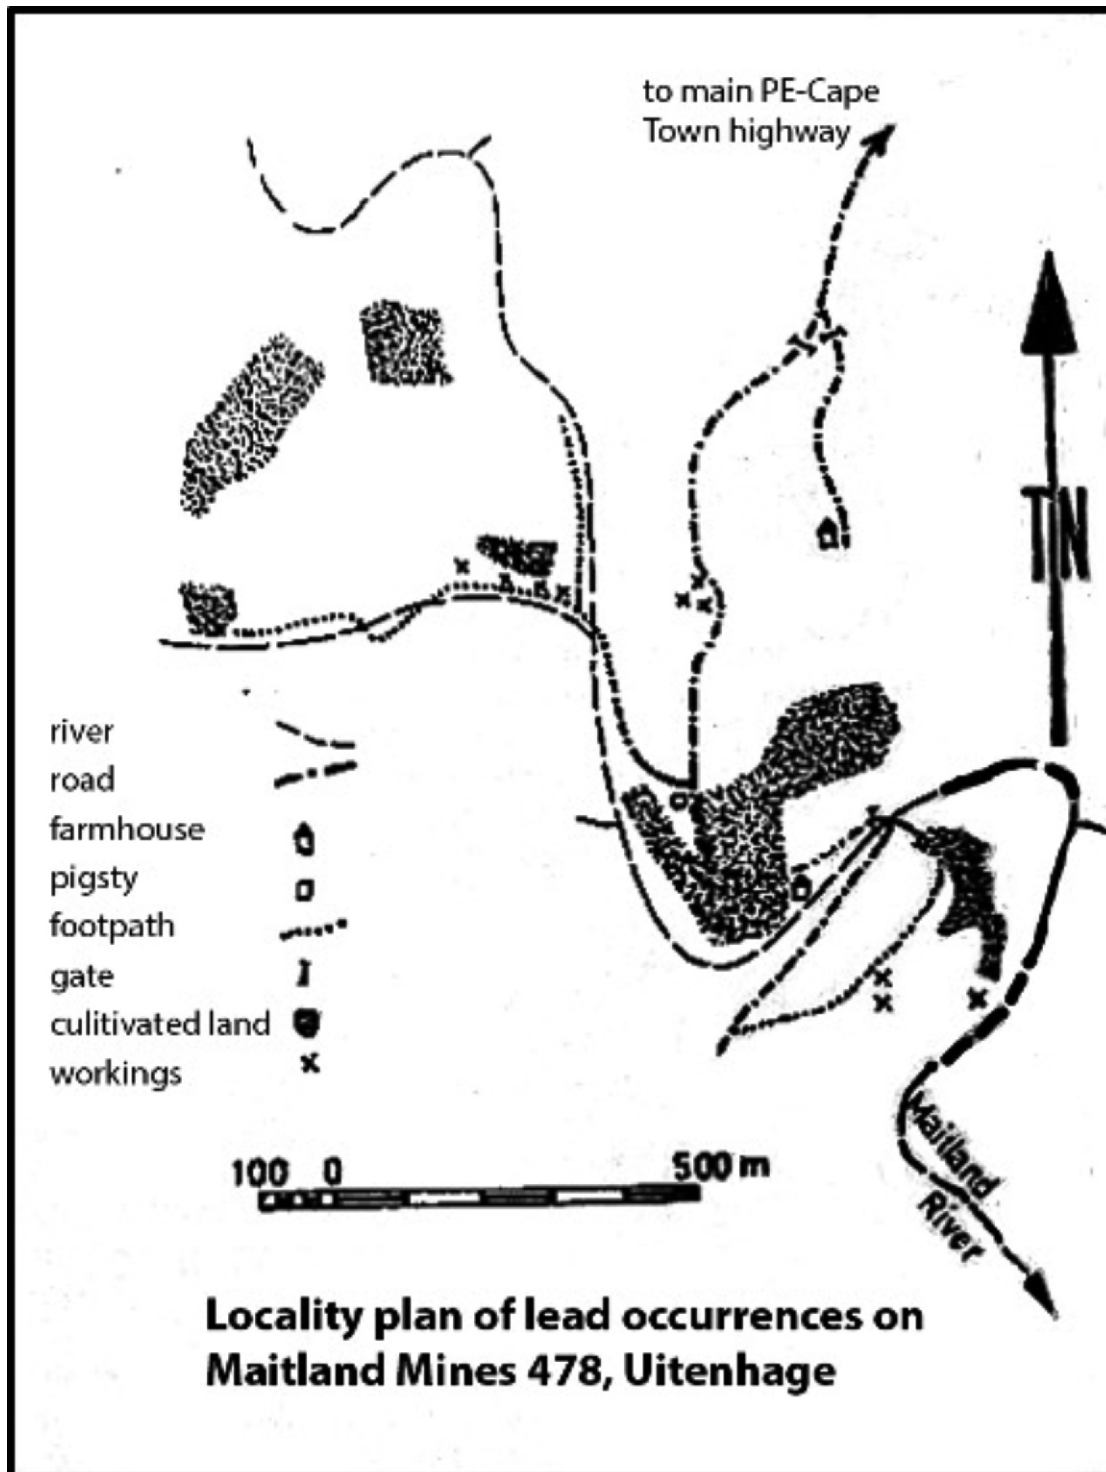 to main PE-Cape
Town highway
TN
river
road
farmhouse
pigsty
footpath
gate
culitivated land
workings
Maitland
River
100 0 500 m
Locality plan of lead occurrences on
Maitland Mines 478, Uitenhage